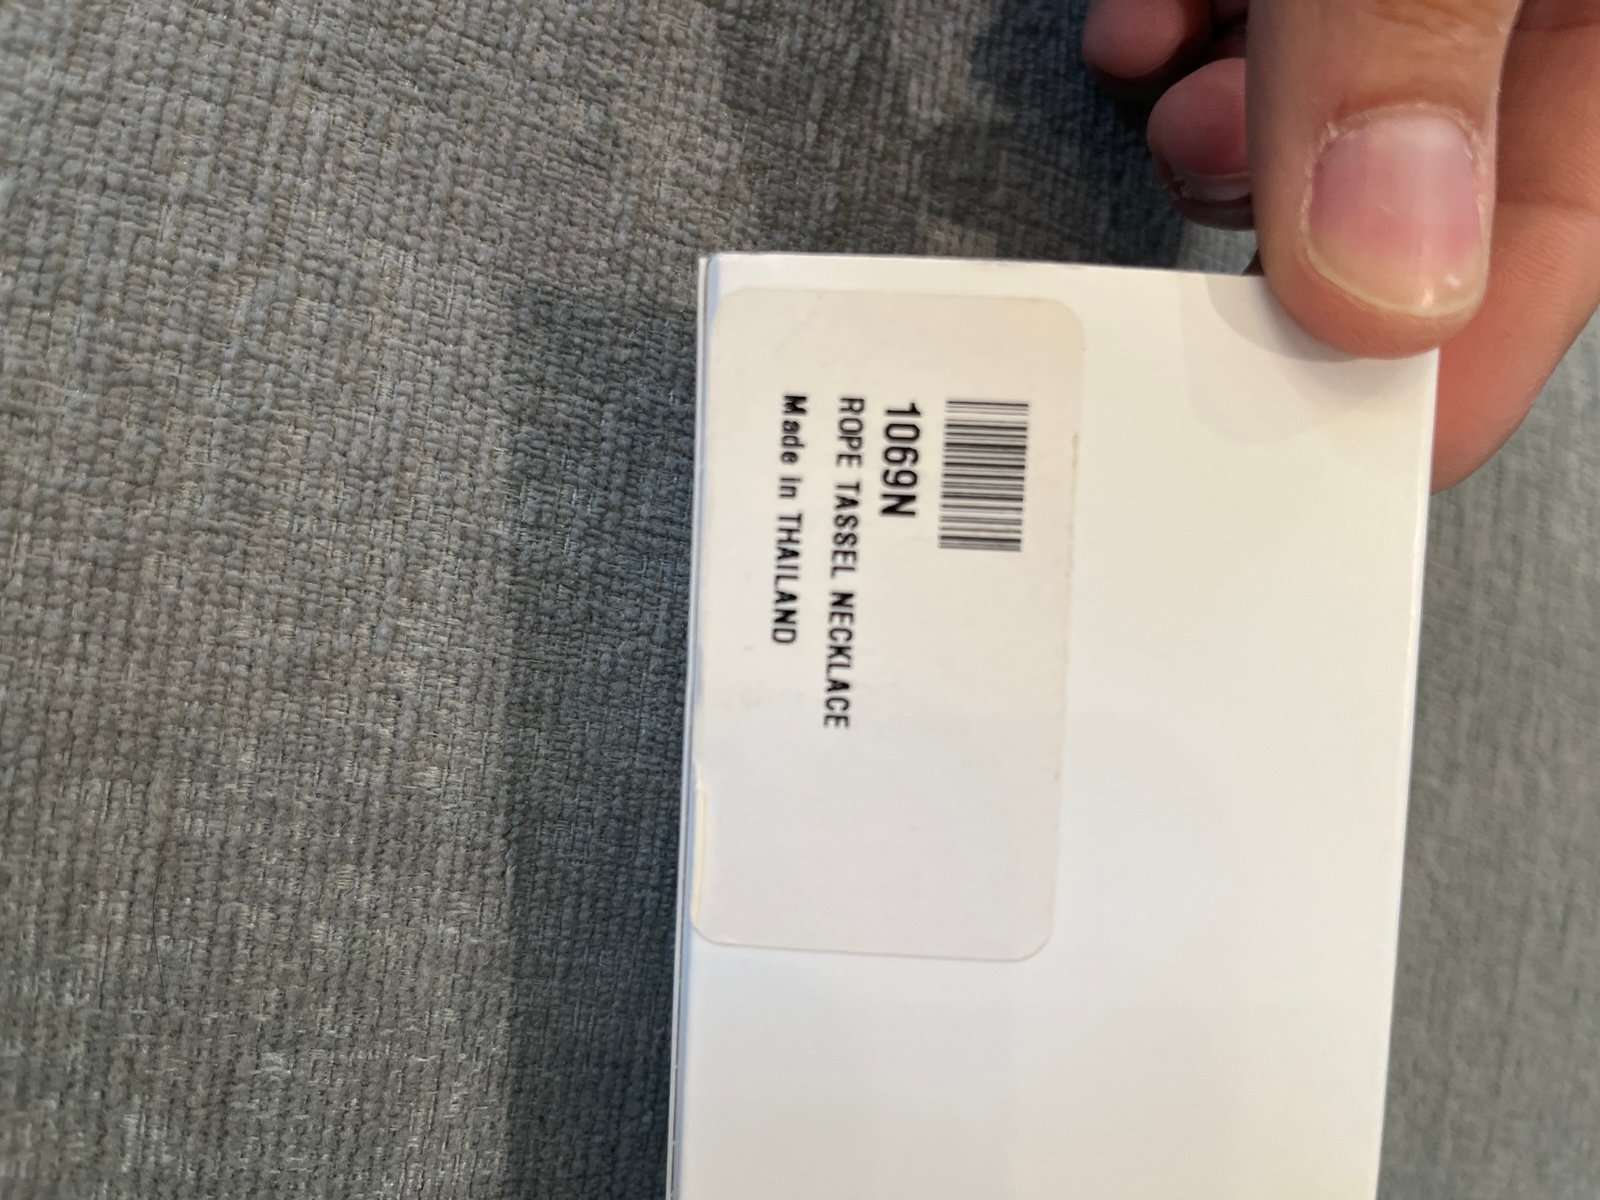 1069N
ROPE TASSEL NECKLACE
Made in THAILAND